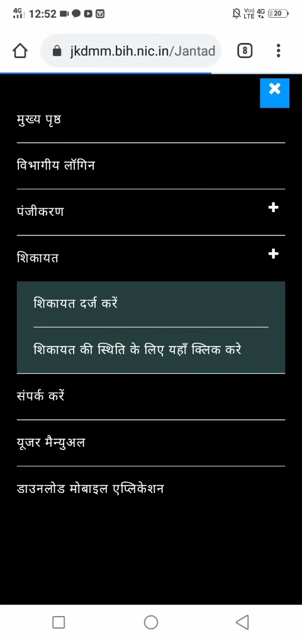 4G 12:52 Vo) LTE 4G 20
jkdmm.bih.nic.in/Jantad 8
मुख्य पृष्ठ
विभागीय लॉगिन
पंजीकरण +
शिकायत +
शिकायत दर्ज करें
शिकायत की स्थिति के लिए यहाँ क्लिक करे
संपर्क करें
यूजर मैन्युअल
डाउनलोड मोबाइल एप्लिकेशन